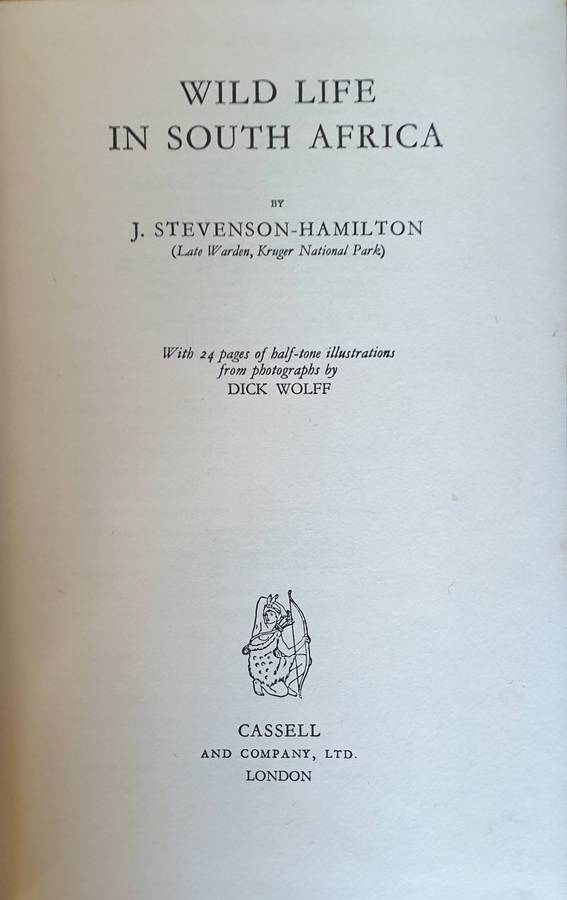 WILD LIFE
IN SOUTH AFRICA
BY
J. STEVENSON-HAMILTON
(Late Warden, Kruger National Park)
With 24 pages of half-tone illustrations
from photographs by
DICK WOLFF
CASSELL
AND COMPANY, LTD.
LONDON